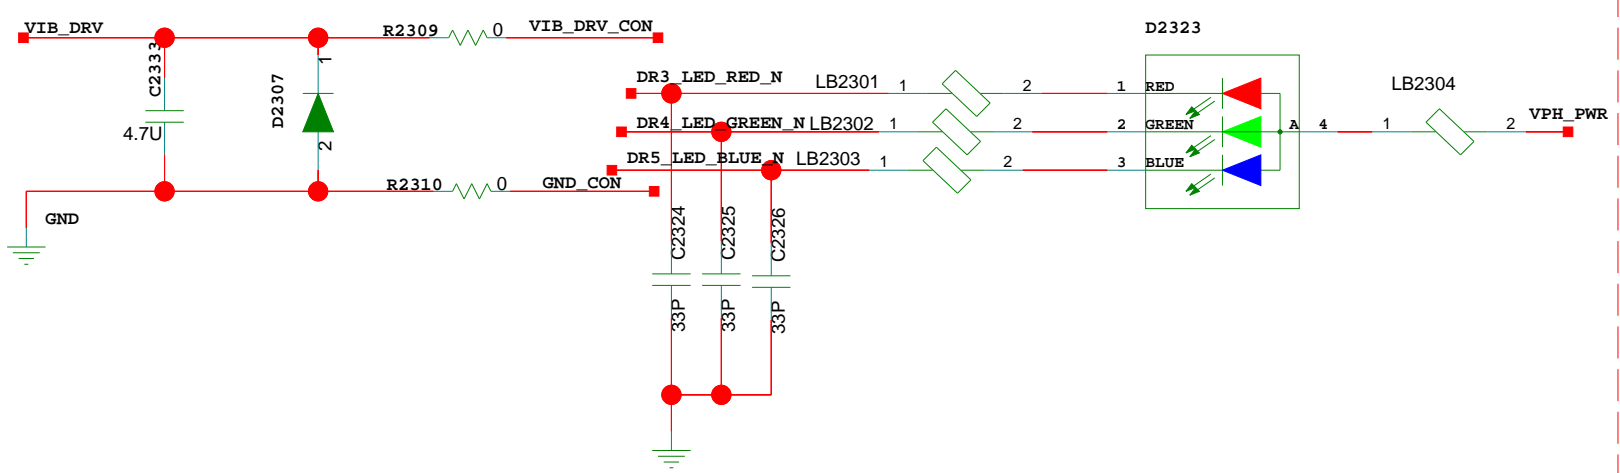 VIB_DRV
C2333
4.7U
D2307
1
2
R2309
0
VIB_DRV_CON
GND
R2310
0
GND_CON
DR3_LED_RED_N
LB2301
1
2
1
RED
DR4_LED_GREEN_N
LB2302
1
2
2
GREEN
DR5_LED_BLUE_N
LB2303
1
2
3
BLUE
D2323
A
4
LB2304
1
2
VPH_PWR
C2324
33P
C2325
33P
C2326
33P